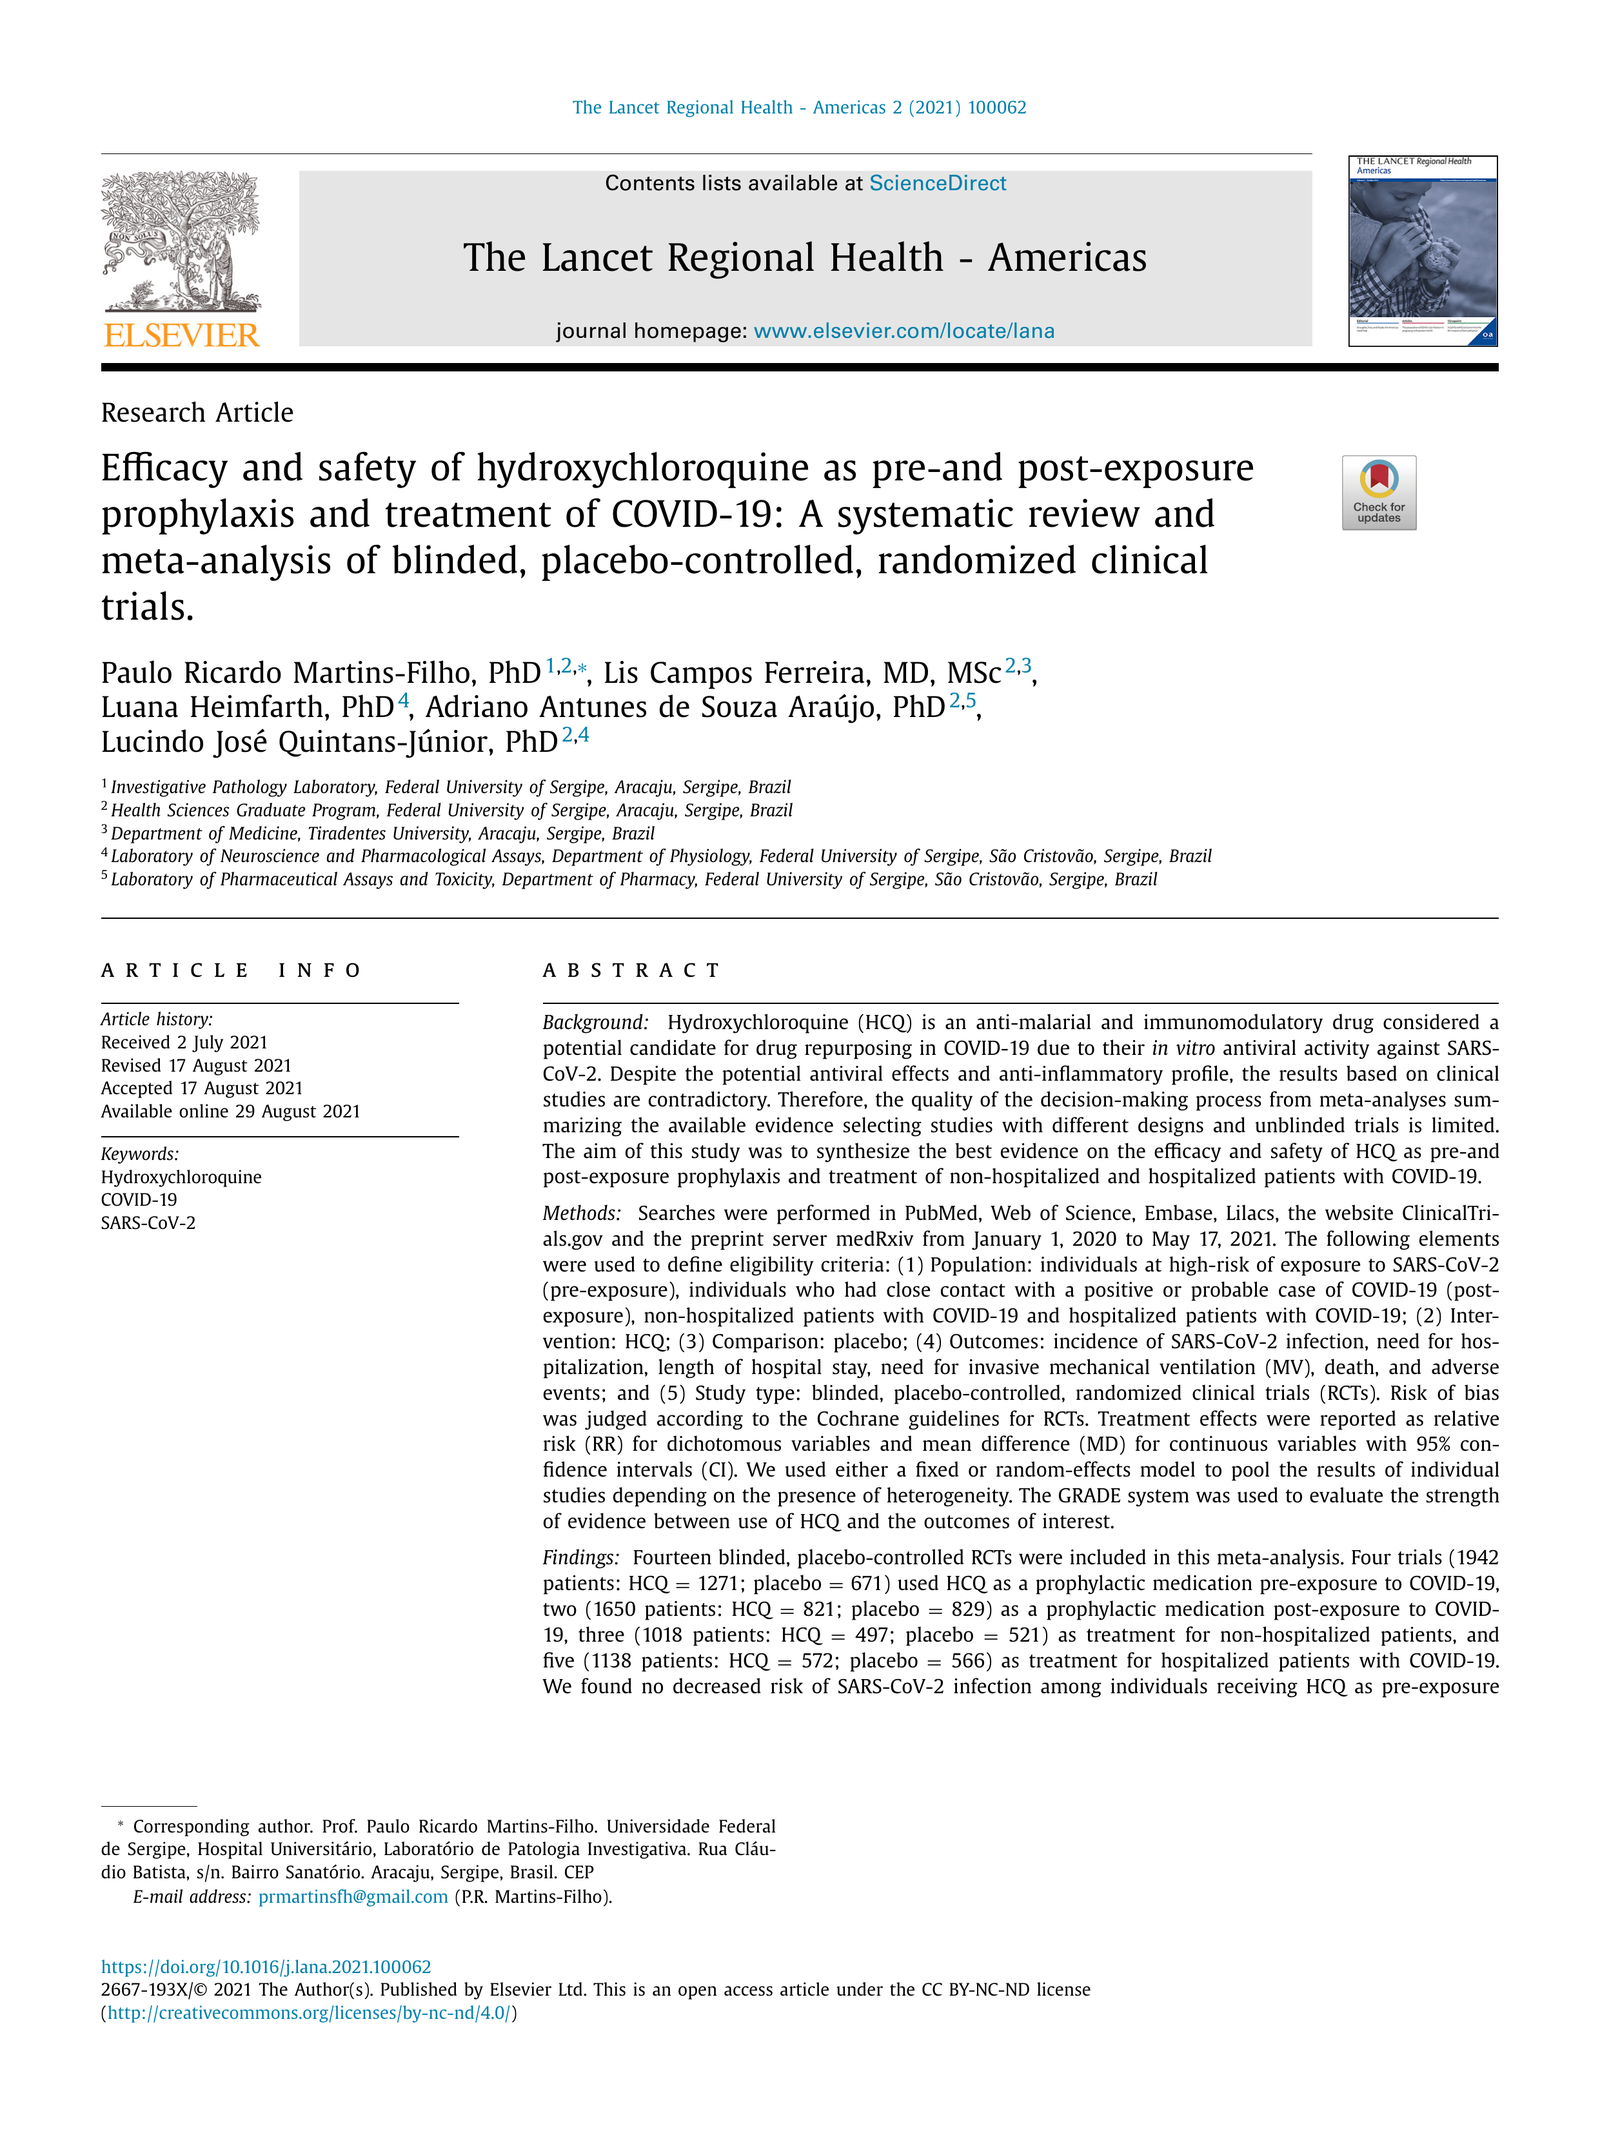 The Lancet Regional Health - Americas 2 (2021) 100062
Contents lists available at ScienceDirect
The Lancet Regional Health - Americas
journal homepage: www.elsevier.com/locate/lana
NON SOLUS
ELSEVIER
THE LANCET Regional Health
Americas
Research Article
Efficacy and safety of hydroxychloroquine as pre-and post-exposure
prophylaxis and treatment of COVID-19: A systematic review and
meta-analysis of blinded, placebo-controlled, randomized clinical
trials.
Check for
updates
Paulo Ricardo Martins-Filho, PhD 1,2,*, Lis Campos Ferreira, MD, MSc 2,3,
Luana Heimfarth, PhD 4, Adriano Antunes de Souza Araújo, PhD 2,5,
Lucindo José Quintans-Júnior, PhD 2,4
1 Investigative Pathology Laboratory, Federal University of Sergipe, Aracaju, Sergipe, Brazil
2 Health Sciences Graduate Program, Federal University of Sergipe, Aracaju, Sergipe, Brazil
3 Department of Medicine, Tiradentes University, Aracaju, Sergipe, Brazil
4 Laboratory of Neuroscience and Pharmacological Assays, Department of Physiology, Federal University of Sergipe, São Cristovão, Sergipe, Brazil
5 Laboratory of Pharmaceutical Assays and Toxicity, Department of Pharmacy, Federal University of Sergipe, São Cristovão, Sergipe, Brazil
ARTICLE INFO
Article history:
Received 2 July 2021
Revised 17 August 2021
Accepted 17 August 2021
Available online 29 August 2021
Keywords:
Hydroxychloroquine
COVID-19
SARS-CoV-2
ABSTRACT
Background: Hydroxychloroquine (HCQ) is an anti-malarial and immunomodulatory drug considered a
potential candidate for drug repurposing in COVID-19 due to their in vitro antiviral activity against SARS-
CoV-2. Despite the potential antiviral effects and anti-inflammatory profile, the results based on clinical
studies are contradictory. Therefore, the quality of the decision-making process from meta-analyses sum-
marizing the available evidence selecting studies with different designs and unblinded trials is limited.
The aim of this study was to synthesize the best evidence on the efficacy and safety of HCQ as pre-and
post-exposure prophylaxis and treatment of non-hospitalized and hospitalized patients with COVID-19.
Methods: Searches were performed in PubMed, Web of Science, Embase, Lilacs, the website ClinicalTri-
als.gov and the preprint server medRxiv from January 1, 2020 to May 17, 2021. The following elements
were used to define eligibility criteria: (1) Population: individuals at high-risk of exposure to SARS-CoV-2
(pre-exposure), individuals who had close contact with a positive or probable case of COVID-19 (post-
exposure), non-hospitalized patients with COVID-19 and hospitalized patients with COVID-19; (2) Inter-
vention: HCQ; (3) Comparison: placebo; (4) Outcomes: incidence of SARS-CoV-2 infection, need for hos-
pitalization, length of hospital stay, need for invasive mechanical ventilation (MV), death, and adverse
events; and (5) Study type: blinded, placebo-controlled, randomized clinical trials (RCTs). Risk of bias
was judged according to the Cochrane guidelines for RCTs. Treatment effects were reported as relative
risk (RR) for dichotomous variables and mean difference (MD) for continuous variables with 95% con-
fidence intervals (CI). We used either a fixed or random-effects model to pool the results of individual
studies depending on the presence of heterogeneity. The GRADE system was used to evaluate the strength
of evidence between use of HCQ and the outcomes of interest.
Findings: Fourteen blinded, placebo-controlled RCTs were included in this meta-analysis. Four trials (1942
patients: HCQ = 1271; placebo = 671) used HCQ as a prophylactic medication pre-exposure to COVID-19,
two (1650 patients: HCQ = 821; placebo = 829) as a prophylactic medication post-exposure to COVID-
19, three (1018 patients: HCQ = 497; placebo = 521) as treatment for non-hospitalized patients, and
five (1138 patients: HCQ = 572; placebo = 566) as treatment for hospitalized patients with COVID-19.
We found no decreased risk of SARS-CoV-2 infection among individuals receiving HCQ as pre-exposure
* Corresponding author. Prof. Paulo Ricardo Martins-Filho. Universidade Federal
de Sergipe, Hospital Universitário, Laboratório de Patologia Investigativa. Rua Cláu-
dio Batista, s/n. Bairro Sanatório. Aracaju, Sergipe, Brasil. CEP
E-mail address: prmartinsfh@gmail.com (P.R. Martins-Filho).
https://doi.org/10.1016/j.lana.2021.100062
2667-193X/© 2021 The Author(s). Published by Elsevier Ltd. This is an open access article under the CC BY-NC-ND license
(http://creativecommons.org/licenses/by-nc-nd/4.0/)